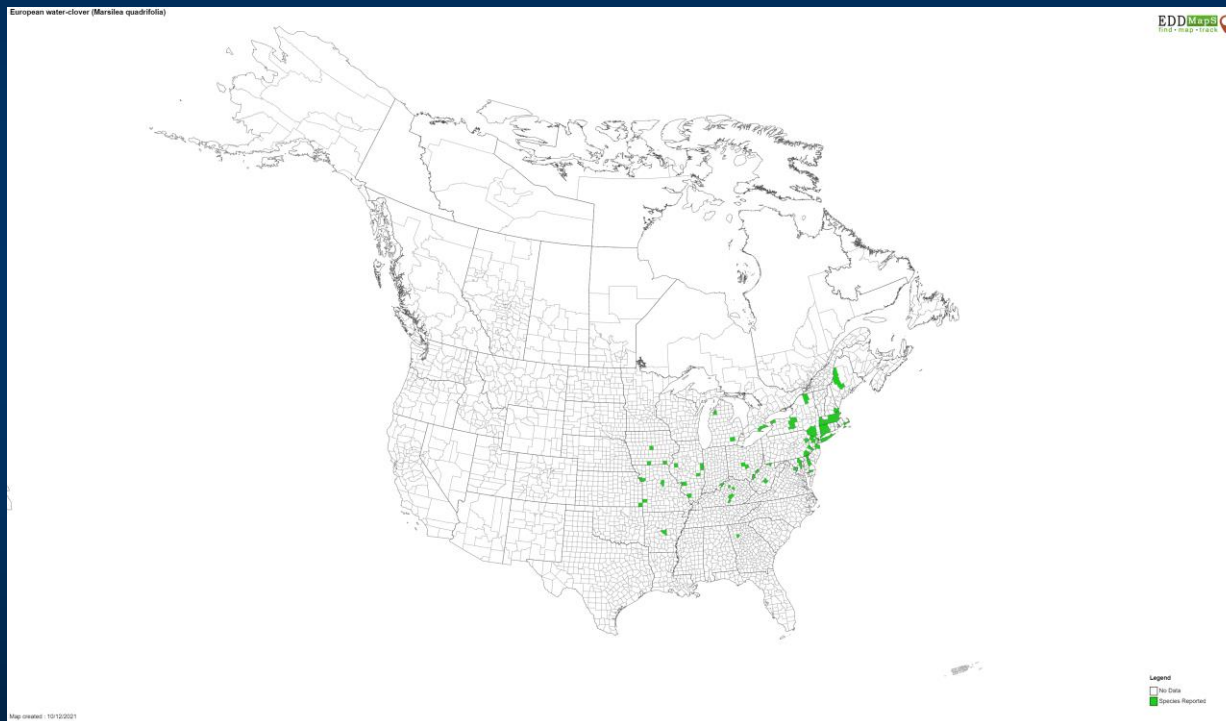 European water-clover (Marsilea quadrifolia)
EDDMapS
find • map • track
Legend
No Data
Species Reported
Map created : 10/12/2021